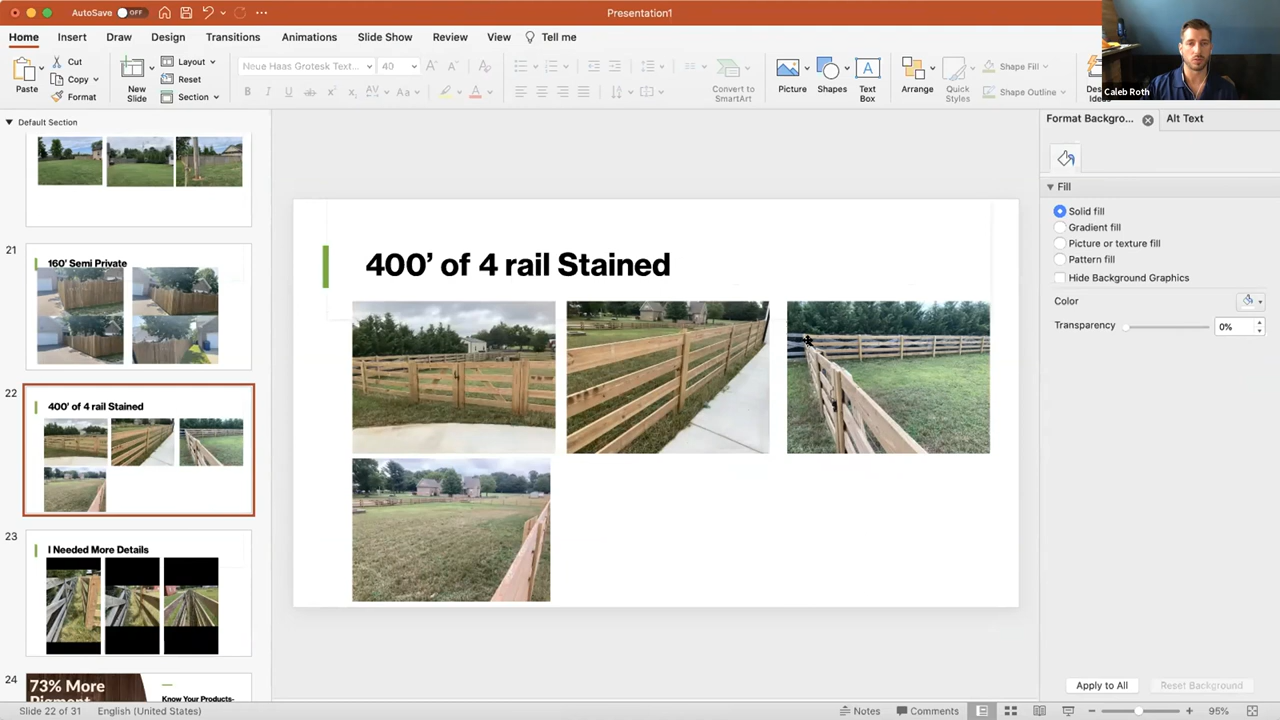 AutoSave OFF
Presentation1
Caleb Roth
Home Insert Draw Design Transitions Animations Slide Show Review View Tell me
Paste
Cut
Copy
Format
New Slide
Layout
Reset
Section
Neue Haas Grotesk Text... 40
Convert to SmartArt
Picture
Shapes
Text Box
Arrange
Quick Styles
Shape Fill
Shape Outline
Default Section
21
160' Semi Private
22
400' of 4 rail Stained
23
I Needed More Details
24
73% More
Know Your Products-
400' of 4 rail Stained
Format Backgro...
Alt Text
Fill
Solid fill
Gradient fill
Picture or texture fill
Pattern fill
Hide Background Graphics
Color
Transparency 0%
Apply to All
Reset Background
Slide 22 of 31 English (United States)
Notes Comments 95%